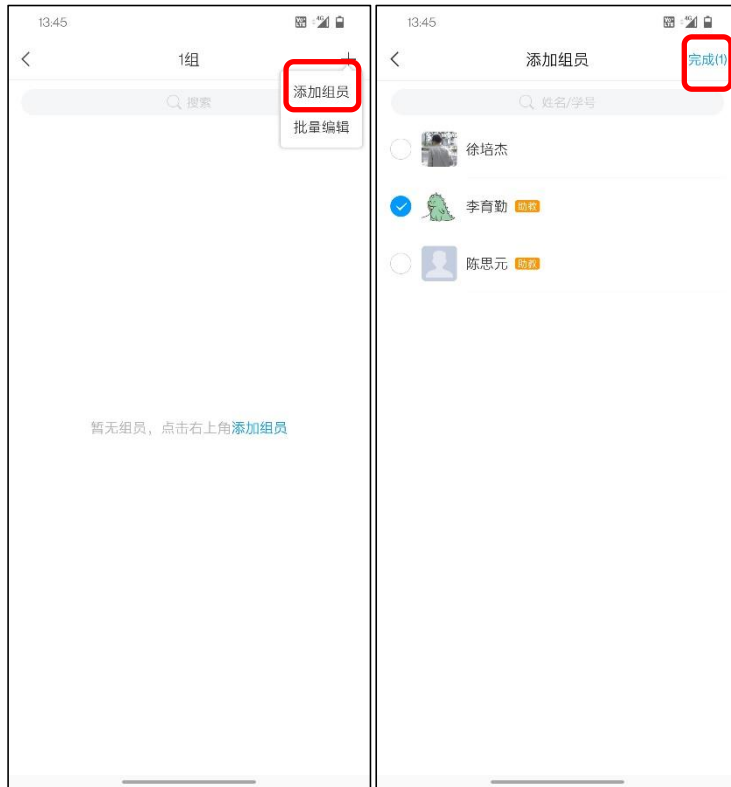 13:45
1组
搜索
添加组员
批量编辑
暂无组员，点击右上角添加组员
13:45
添加组员
完成(1)
姓名/学号
徐培杰
李育勤 助教
陈思元 助教